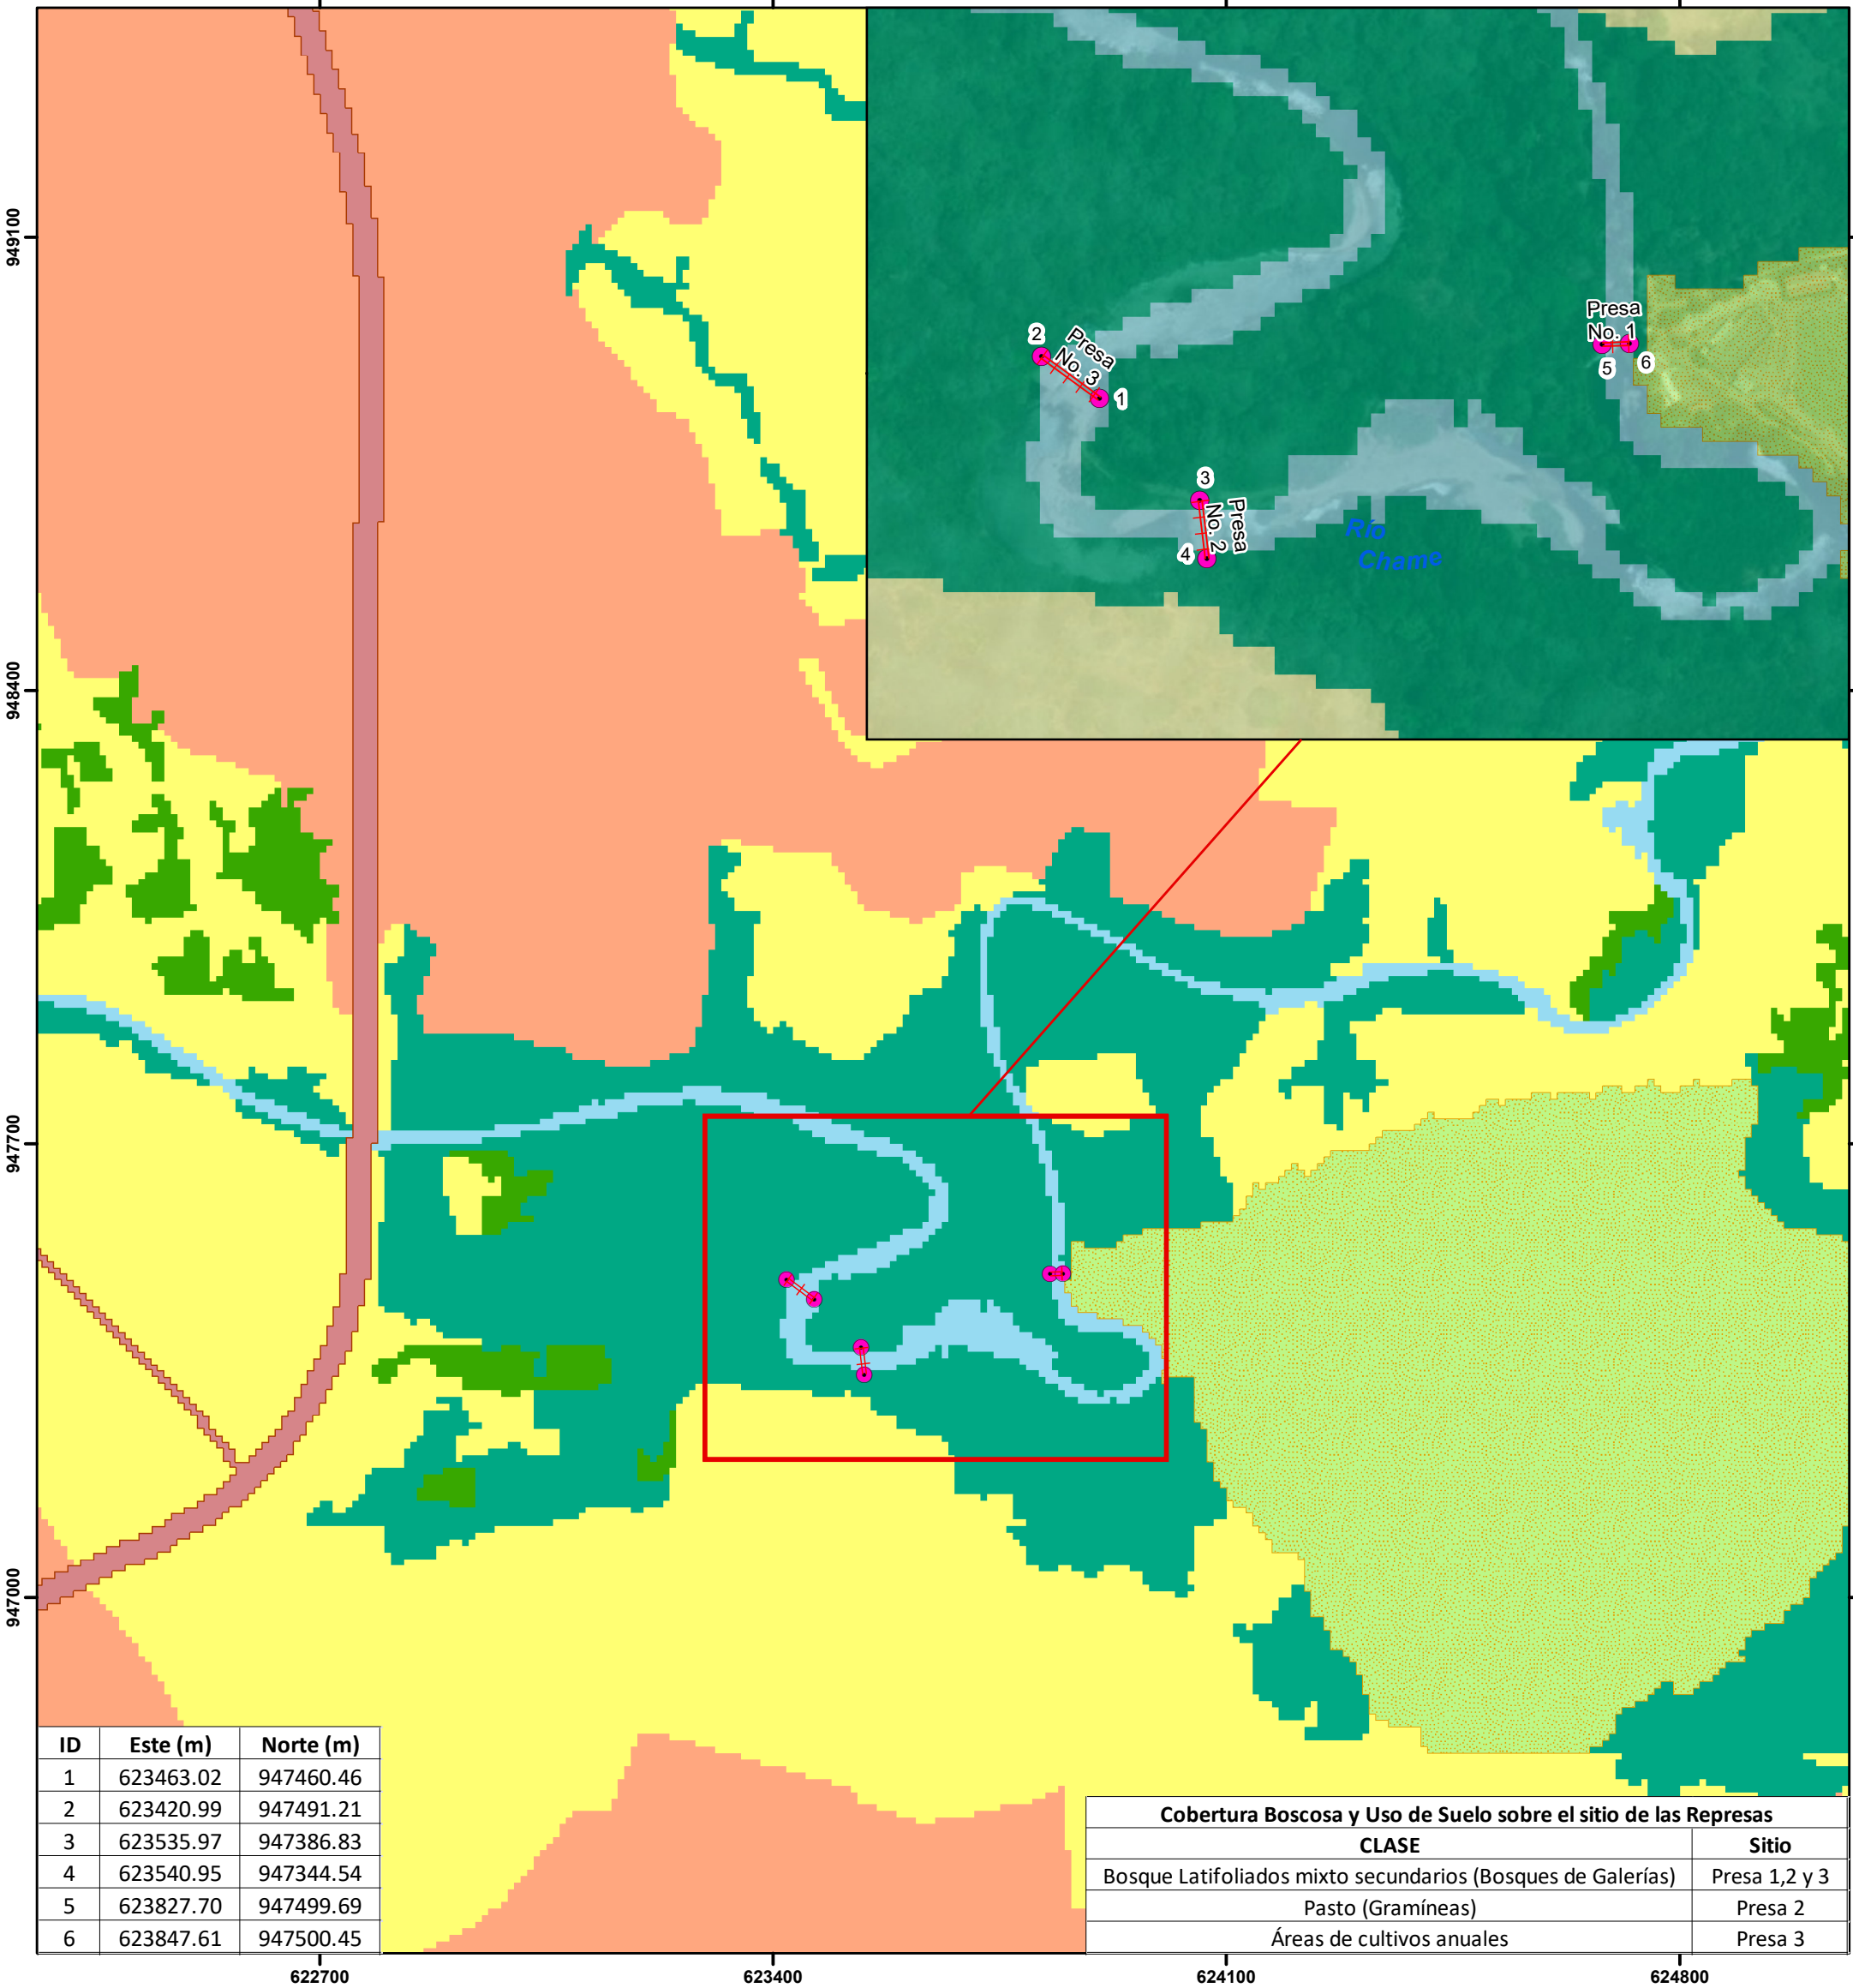 949100
948400
947700
947000
2
Presa
No. 3
1
Presa
No. 1
5
6
3
Presa
No. 2
4
Río
Chame
ID Este (m) Norte (m)
1 623463.02 947460.46
2 623420.99 947491.21
3 623535.97 947386.83
4 623540.95 947344.54
5 623827.70 947499.69
6 623847.61 947500.45
Cobertura Boscosa y Uso de Suelo sobre el sitio de las Represas
CLASE Sitio
Bosque Latifoliados mixto secundarios (Bosques de Galerías) Presa 1,2 y 3
Pasto (Gramíneas) Presa 2
Áreas de cultivos anuales Presa 3
622700 623400 624100 624800